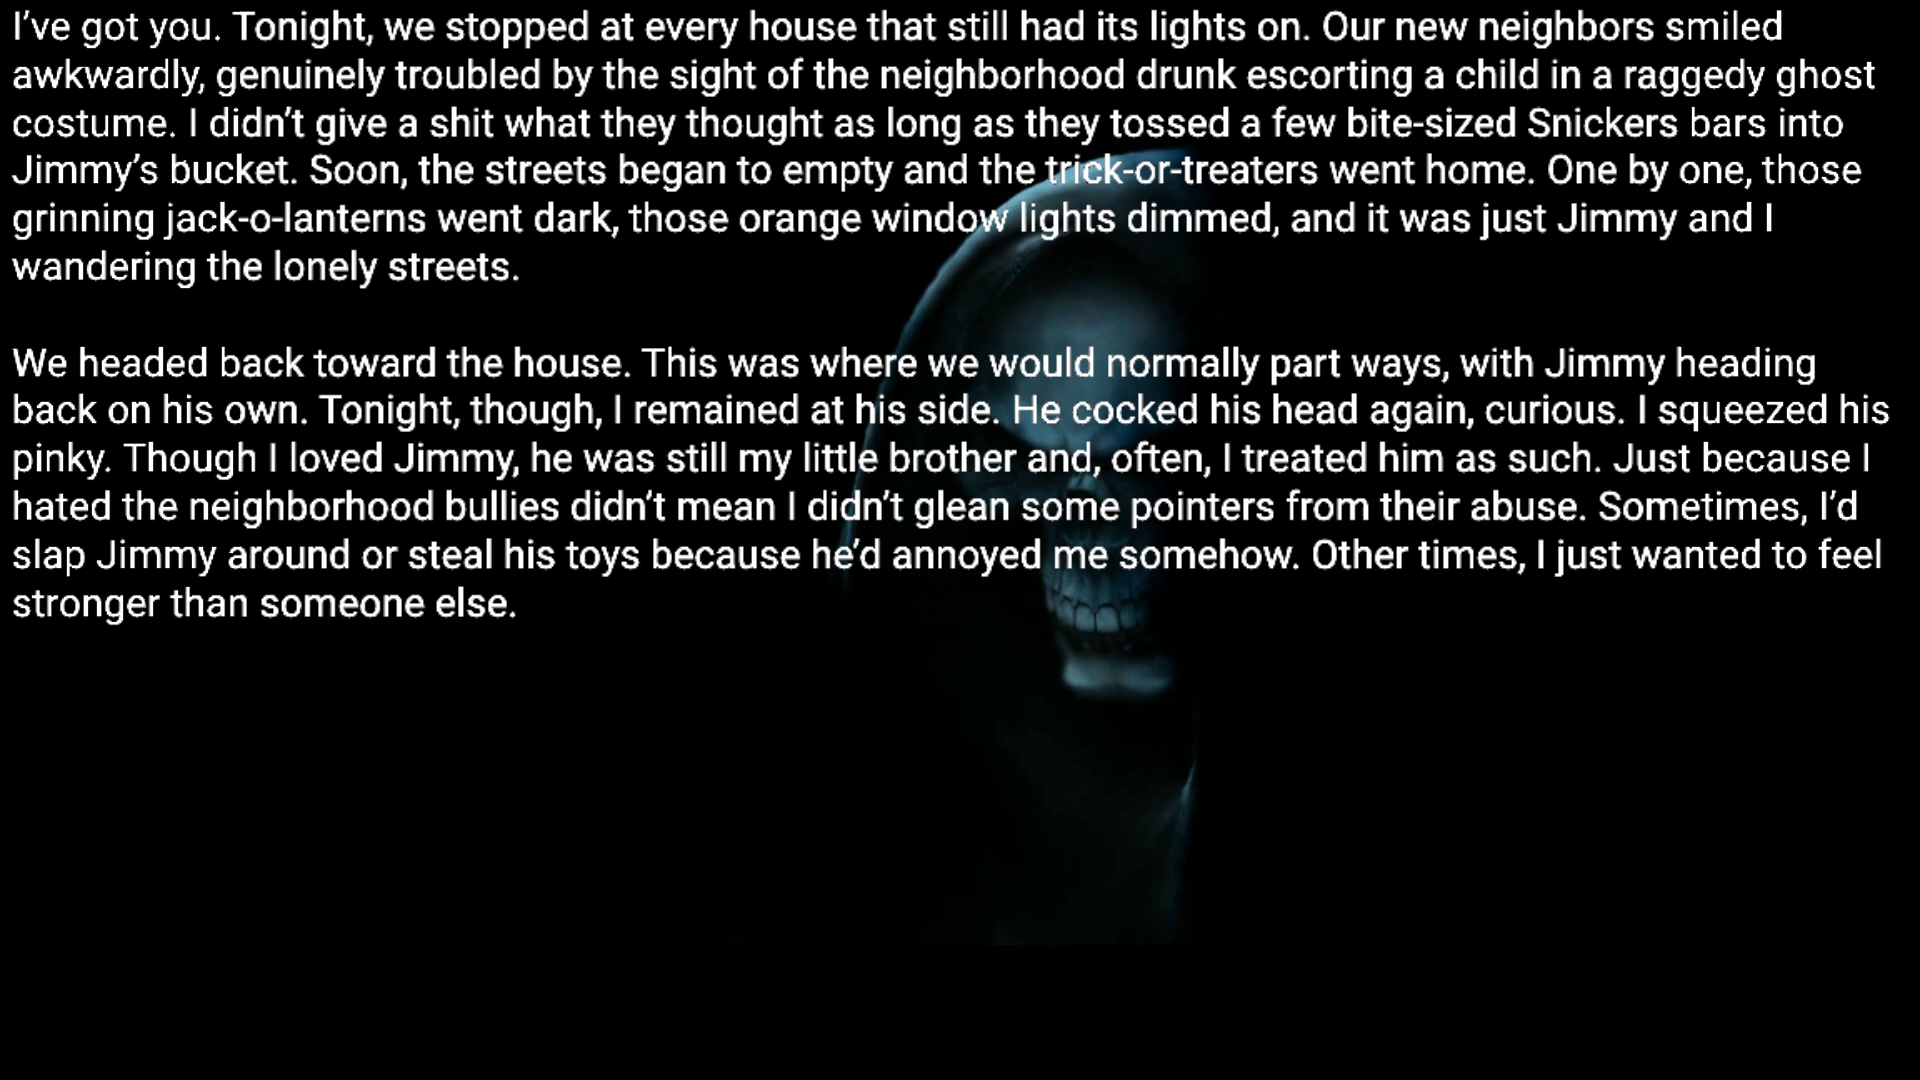 I’ve got you. Tonight, we stopped at every house that still had its lights on. Our new neighbors smiled
awkwardly, genuinely troubled by the sight of the neighborhood drunk escorting a child in a raggedy ghost
costume. I didn’t give a shit what they thought as long as they tossed a few bite-sized Snickers bars into
Jimmy’s bucket. Soon, the streets began to empty and the trick-or-treaters went home. One by one, those
grinning jack-o-lanterns went dark, those orange window lights dimmed, and it was just Jimmy and I
wandering the lonely streets.
We headed back toward the house. This was where we would normally part ways, with Jimmy heading
back on his own. Tonight, though, I remained at his side. He cocked his head again, curious. I squeezed his
pinky. Though I loved Jimmy, he was still my little brother and, often, I treated him as such. Just because I
hated the neighborhood bullies didn’t mean I didn’t glean some pointers from their abuse. Sometimes, I’d
slap Jimmy around or steal his toys because he’d annoyed me somehow. Other times, I just wanted to feel
stronger than someone else.